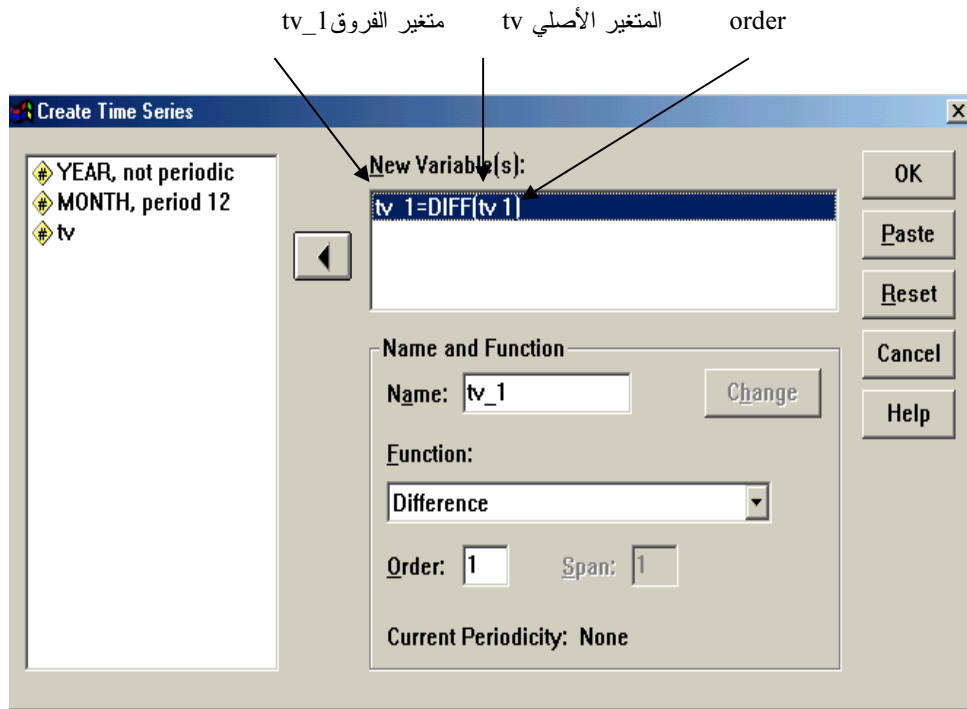 متغير الفروق tv_1 المتغير الأصلي tv order
Create Time Series
YEAR, not periodic
MONTH, period 12
tv
New Variable(s):
tv_1=DIFF(tv 1)
Name and Function
Name: tv_1
Change
Function:
Difference
Order: 1 Span: 1
Current Periodicity: None
OK
Paste
Reset
Cancel
Help